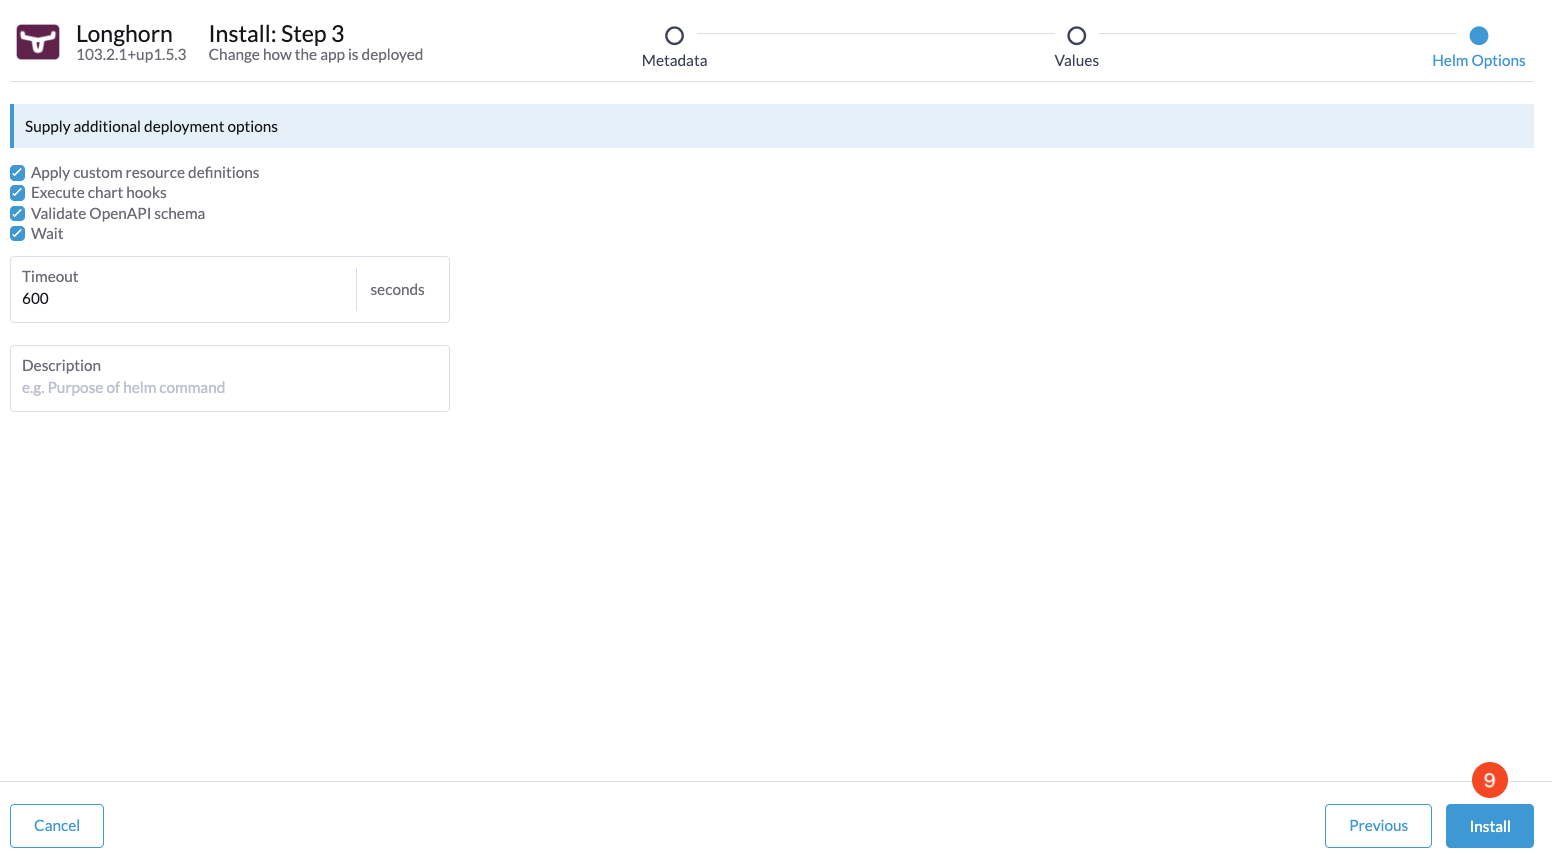 Longhorn
103.2.1+up1.5.3
Install: Step 3
Change how the app is deployed
Metadata
Values
Helm Options
Supply additional deployment options
Apply custom resource definitions
Execute chart hooks
Validate OpenAPI schema
Wait
Timeout
600
seconds
Description
e.g. Purpose of helm command
9
Cancel
Previous
Install